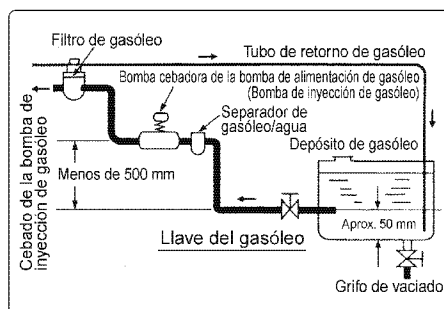 Filtro de gasóleo
Tubo de retorno de gasóleo
Bomba cebadora de la bomba de alimentación de gasóleo
(Bomba de inyección de gasóleo)
Separador de
gasóleo/agua
Depósito de gasóleo
Cebado de la bomba de
inyección de gasóleo
Menos de 500 mm
Aprox. 50 mm
Llave del gasóleo
Grifo de vaciado